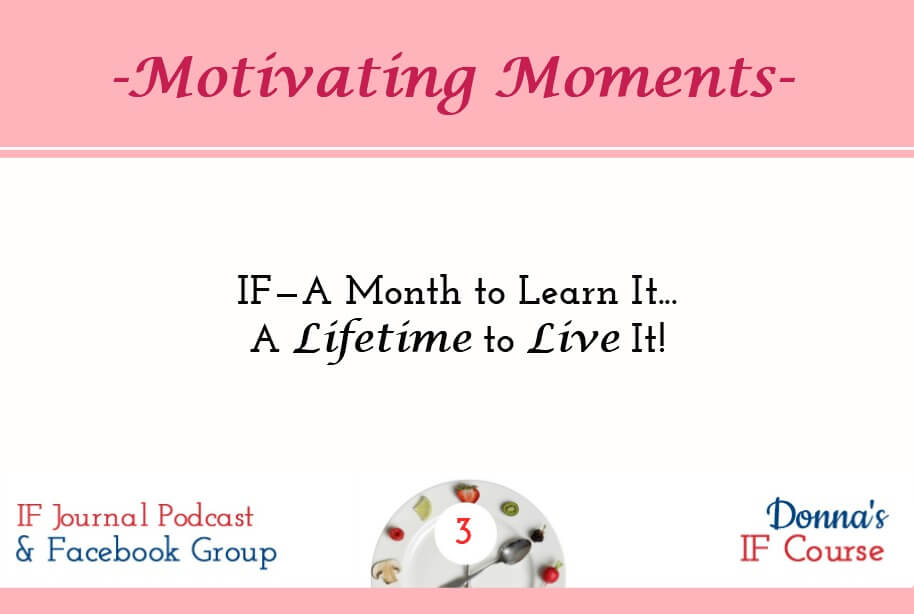 -Motivating Moments-
IF–A Month to Learn It...
A Lifetime to Live It!
IF Journal Podcast
& Facebook Group
3
Donna's
IF Course